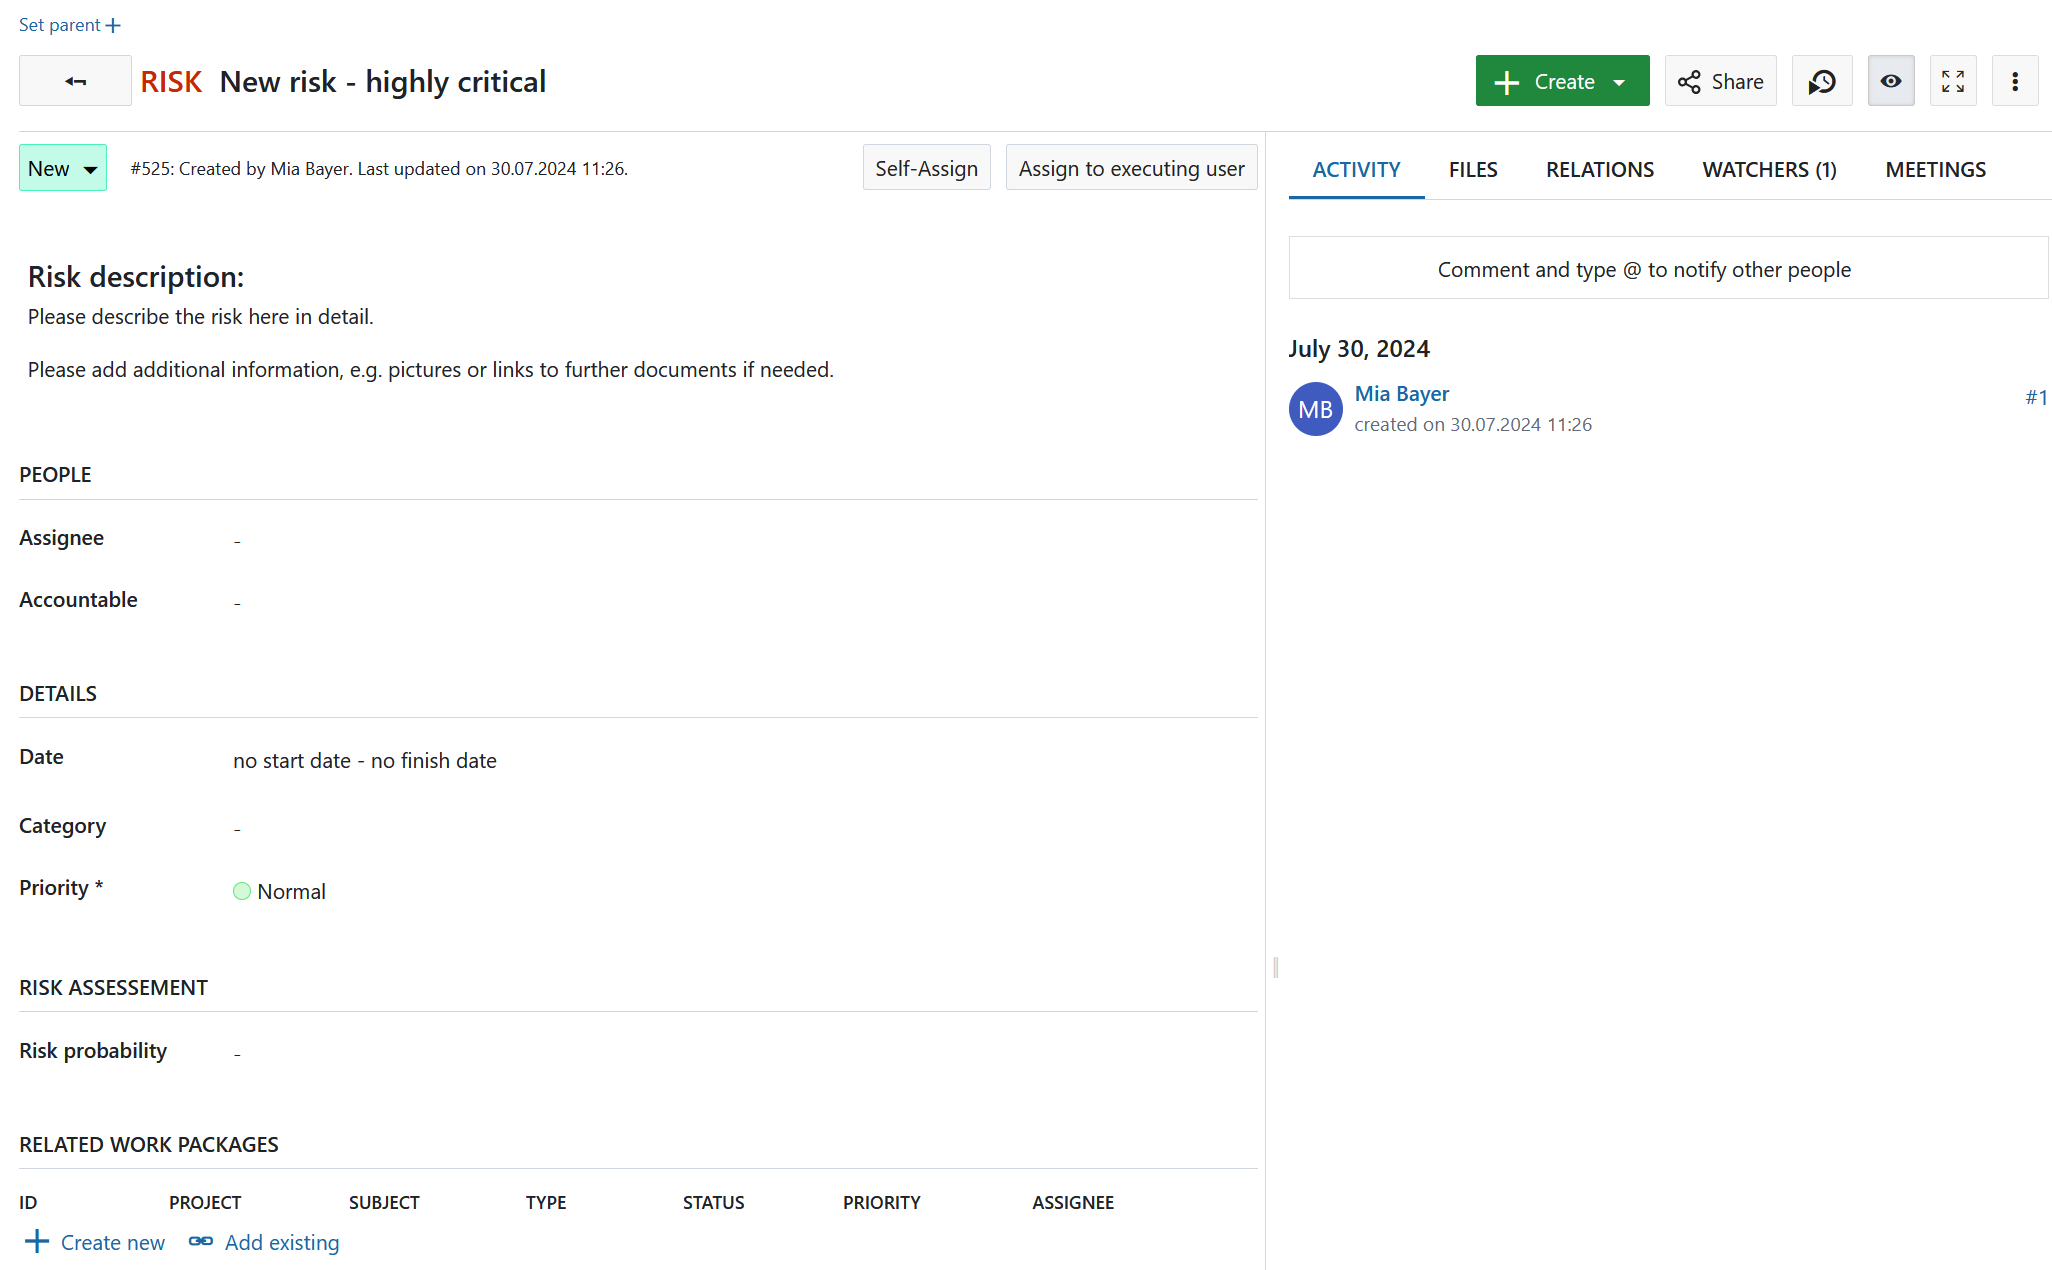 Set parent
RISK New risk - highly critical
Create
Share
New
#525: Created by Mia Bayer. Last updated on 30.07.2024 11:26.
Self-Assign
Assign to executing user
ACTIVITY
FILES
RELATIONS
WATCHERS (1)
MEETINGS
Risk description:
Please describe the risk here in detail.
Please add additional information, e.g. pictures or links to further documents if needed.
Comment and type @ to notify other people
July 30, 2024
MB
Mia Bayer
#1
created on 30.07.2024 11:26
PEOPLE
Assignee -
Accountable -
DETAILS
Date no start date - no finish date
Category -
Priority * Normal
RISK ASSESSEMENT
Risk probability -
RELATED WORK PACKAGES
ID PROJECT SUBJECT TYPE STATUS PRIORITY ASSIGNEE
Create new Add existing